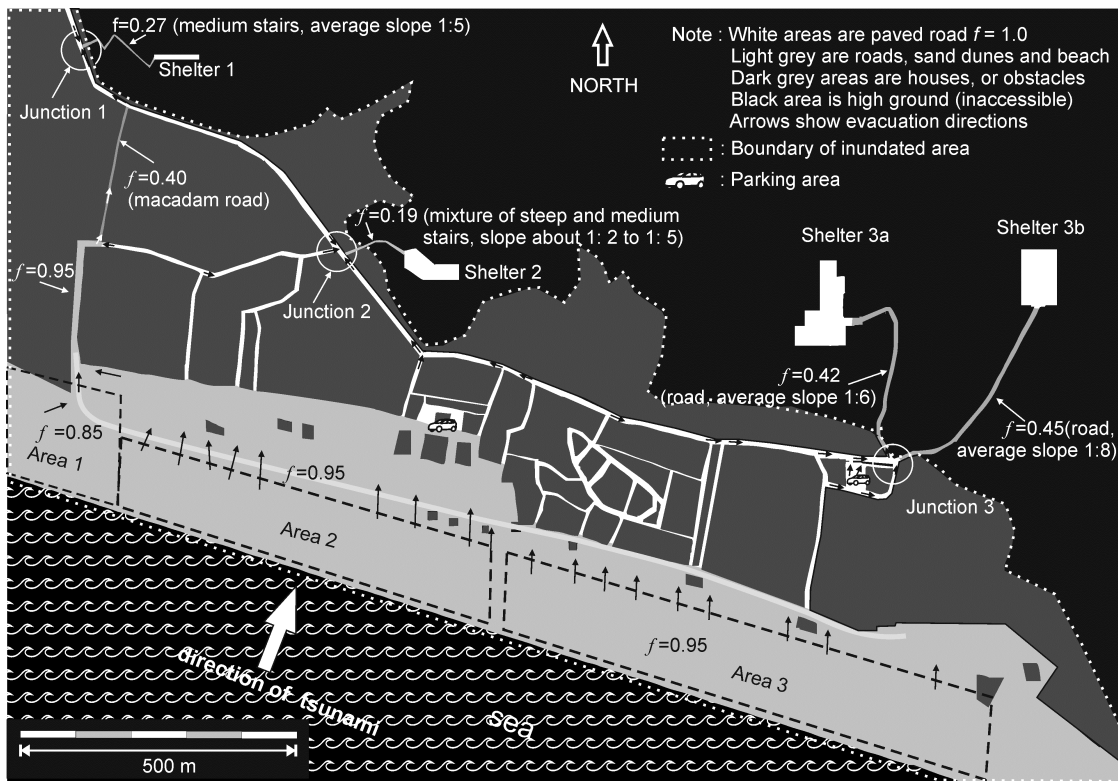 f=0.27 (medium stairs, average slope 1:5)
Shelter 1
Junction 1
NORTH
Note : White areas are paved road f = 1.0
Light grey are roads, sand dunes and beach
Dark grey areas are houses, or obstacles
Black area is high ground (inaccessible)
Arrows show evacuation directions
: Boundary of inundated area
: Parking area
f=0.40
(macadam road)
f=0.19 (mixture of steep and medium
stairs, slope about 1: 2 to 1: 5)
Shelter 2
Junction 2
Shelter 3a
Shelter 3b
f=0.95
f=0.42
(road, average slope 1:6)
f=0.45(road,
average slope 1:8)
Junction 3
f=0.85
Area 1
f=0.95
Area 2
f=0.95
Area 3
direction of tsunami
sea
500 m